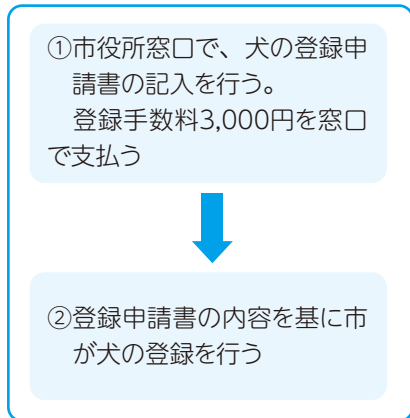 ①市役所窓口で、犬の登録申
請書の記入を行う。
登録手数料3,000円を窓口
で支払う
②登録申請書の内容を基に市
が犬の登録を行う